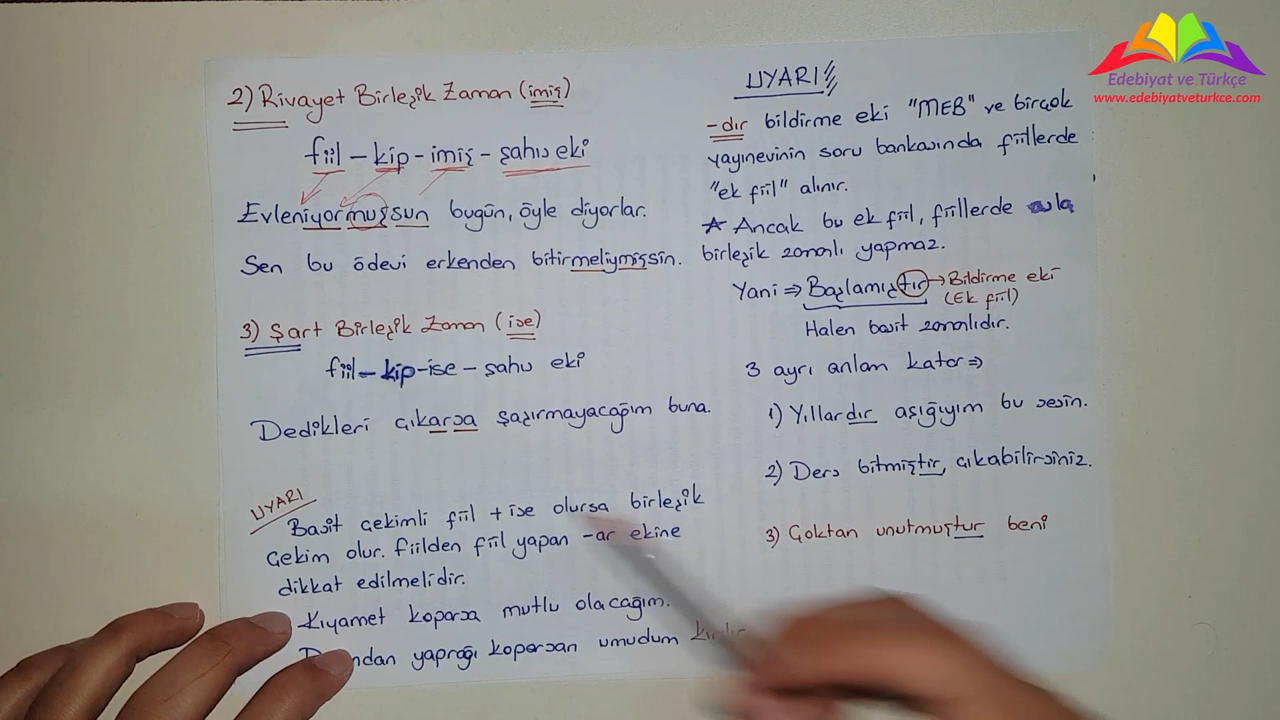 2) Rivayet Birleşik Zaman (imiş)
fiil - kip - imiş - şahıs eki
Evleniyormuşsun bugün, öyle diyorlar.
Sen bu ödevi erkenden bitirmeliymişsin.
3) Şart Birleşik Zaman (ise)
fiil - kip - ise - şahıs eki
Dedikleri çıkarsa şaşırmayacağım buna.
UYARI
Basit çekimli fiil + ise olursa birleşik
çekim olur. Fiilden fiil yapan -ar ekine
dikkat edilmelidir.
Kıyamet koparsa mutlu olacağım.
yaprağı koparsan umudum
UYARI
-dır bildirme eki "MEB" ve birçok
yayınevinin soru bankasında fiillerde
"ek fiil" alınır.
* Ancak bu ek fiil, fiillerde
birleşik zamanlı yapmaz.
Yani ⇒ Başlamıştır → Bildirme eki
(Ek fiil)
Halen basit zamanlıdır.
3 ayrı anlam katar ⇒
1) Yıllardır aşığıyım bu sesin.
2) Ders bitmiştir, çıkabilirsiniz.
3) Çoktan unutmuştur beni
Edebiyat ve Türkçe
www.edebiyatveturkce.com